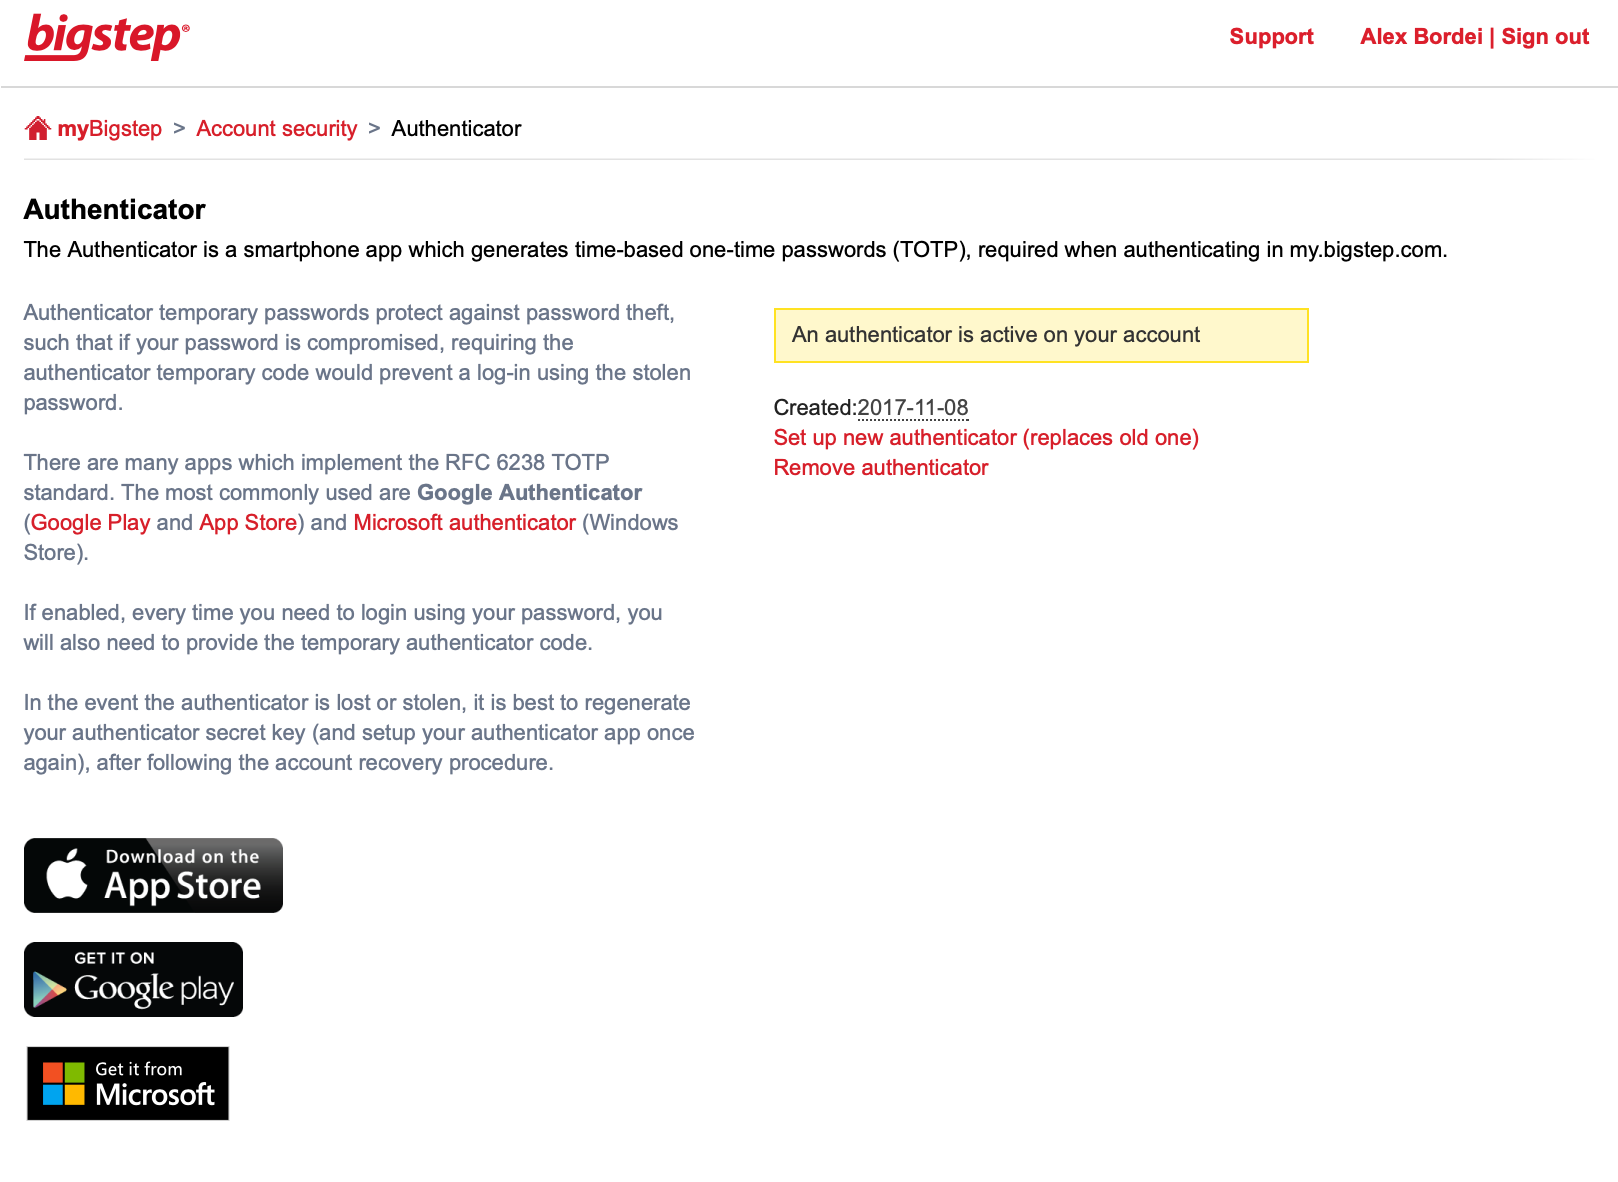 bigstep®
Support
Alex Bordei | Sign out
myBigstep > Account security > Authenticator
Authenticator
The Authenticator is a smartphone app which generates time-based one-time passwords (TOTP), required when authenticating in my.bigstep.com.
Authenticator temporary passwords protect against password theft,
such that if your password is compromised, requiring the
authenticator temporary code would prevent a log-in using the stolen
password.
There are many apps which implement the RFC 6238 TOTP
standard. The most commonly used are Google Authenticator
(Google Play and App Store) and Microsoft authenticator (Windows
Store).
If enabled, every time you need to login using your password, you
will also need to provide the temporary authenticator code.
In the event the authenticator is lost or stolen, it is best to regenerate
your authenticator secret key (and setup your authenticator app once
again), after following the account recovery procedure.
Download on the
App Store
GET IT ON
Google play
Get it from
Microsoft
An authenticator is active on your account
Created:2017-11-08
Set up new authenticator (replaces old one)
Remove authenticator